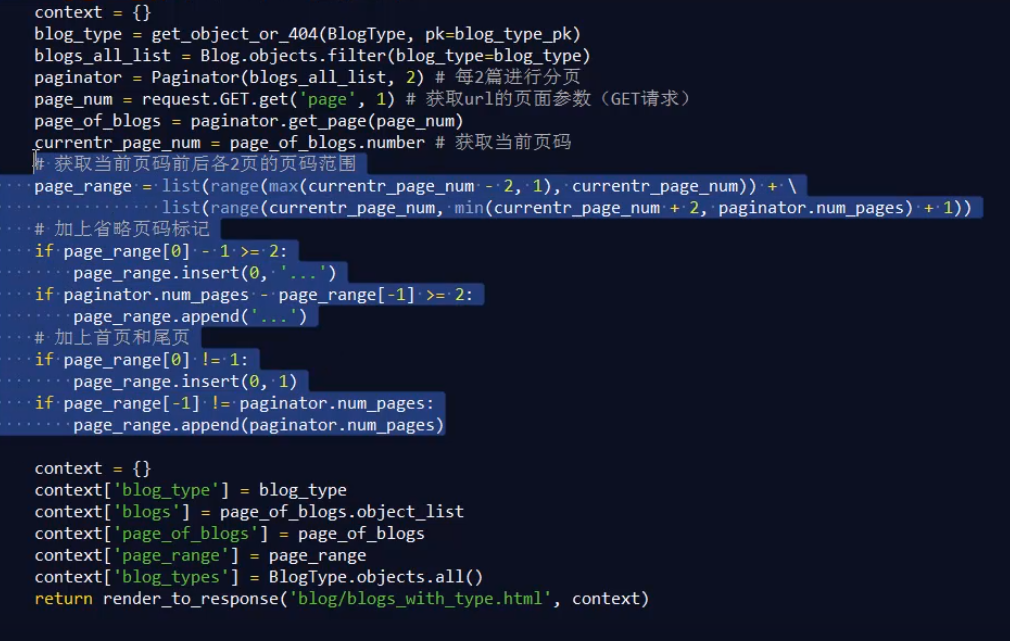 context = {}
blog_type = get_object_or_404(BlogType, pk=blog_type_pk)
blogs_all_list = Blog.objects.filter(blog_type=blog_type)
paginator = Paginator(blogs_all_list, 2) # 每2篇进行分页
page_num = request.GET.get('page', 1) # 获取url的页面参数（GET请求）
page_of_blogs = paginator.get_page(page_num)
currentr_page_num = page_of_blogs.number # 获取当前页码
# 获取当前页码前后各2页的页码范围
page_range = list(range(max(currentr_page_num - 2, 1), currentr_page_num)) + \
list(range(currentr_page_num, min(currentr_page_num + 2, paginator.num_pages) + 1))
# 加上省略页码标记
if page_range[0] - 1 >= 2:
page_range.insert(0, '...')
if paginator.num_pages - page_range[-1] >= 2:
page_range.append('...')
# 加上首页和尾页
if page_range[0] != 1:
page_range.insert(0, 1)
if page_range[-1] != paginator.num_pages:
page_range.append(paginator.num_pages)
context = {}
context['blog_type'] = blog_type
context['blogs'] = page_of_blogs.object_list
context['page_of_blogs'] = page_of_blogs
context['page_range'] = page_range
context['blog_types'] = BlogType.objects.all()
return render_to_response('blog/blogs_with_type.html', context)